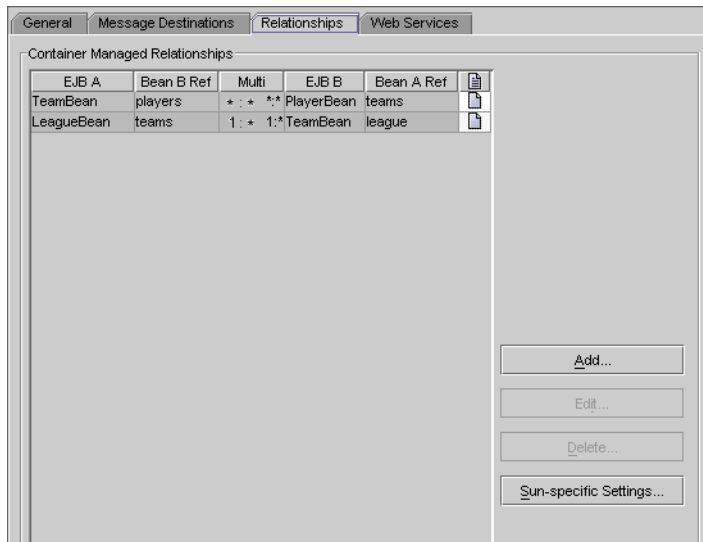 General Message Destinations Relationships Web Services
Container Managed Relationships
EJB A Bean B Ref Multi EJB B Bean A Ref
TeamBean players * : * *:* PlayerBean teams
LeagueBean teams 1 : * 1:* TeamBean league
Add...
Edit...
Delete...
Sun-specific Settings...